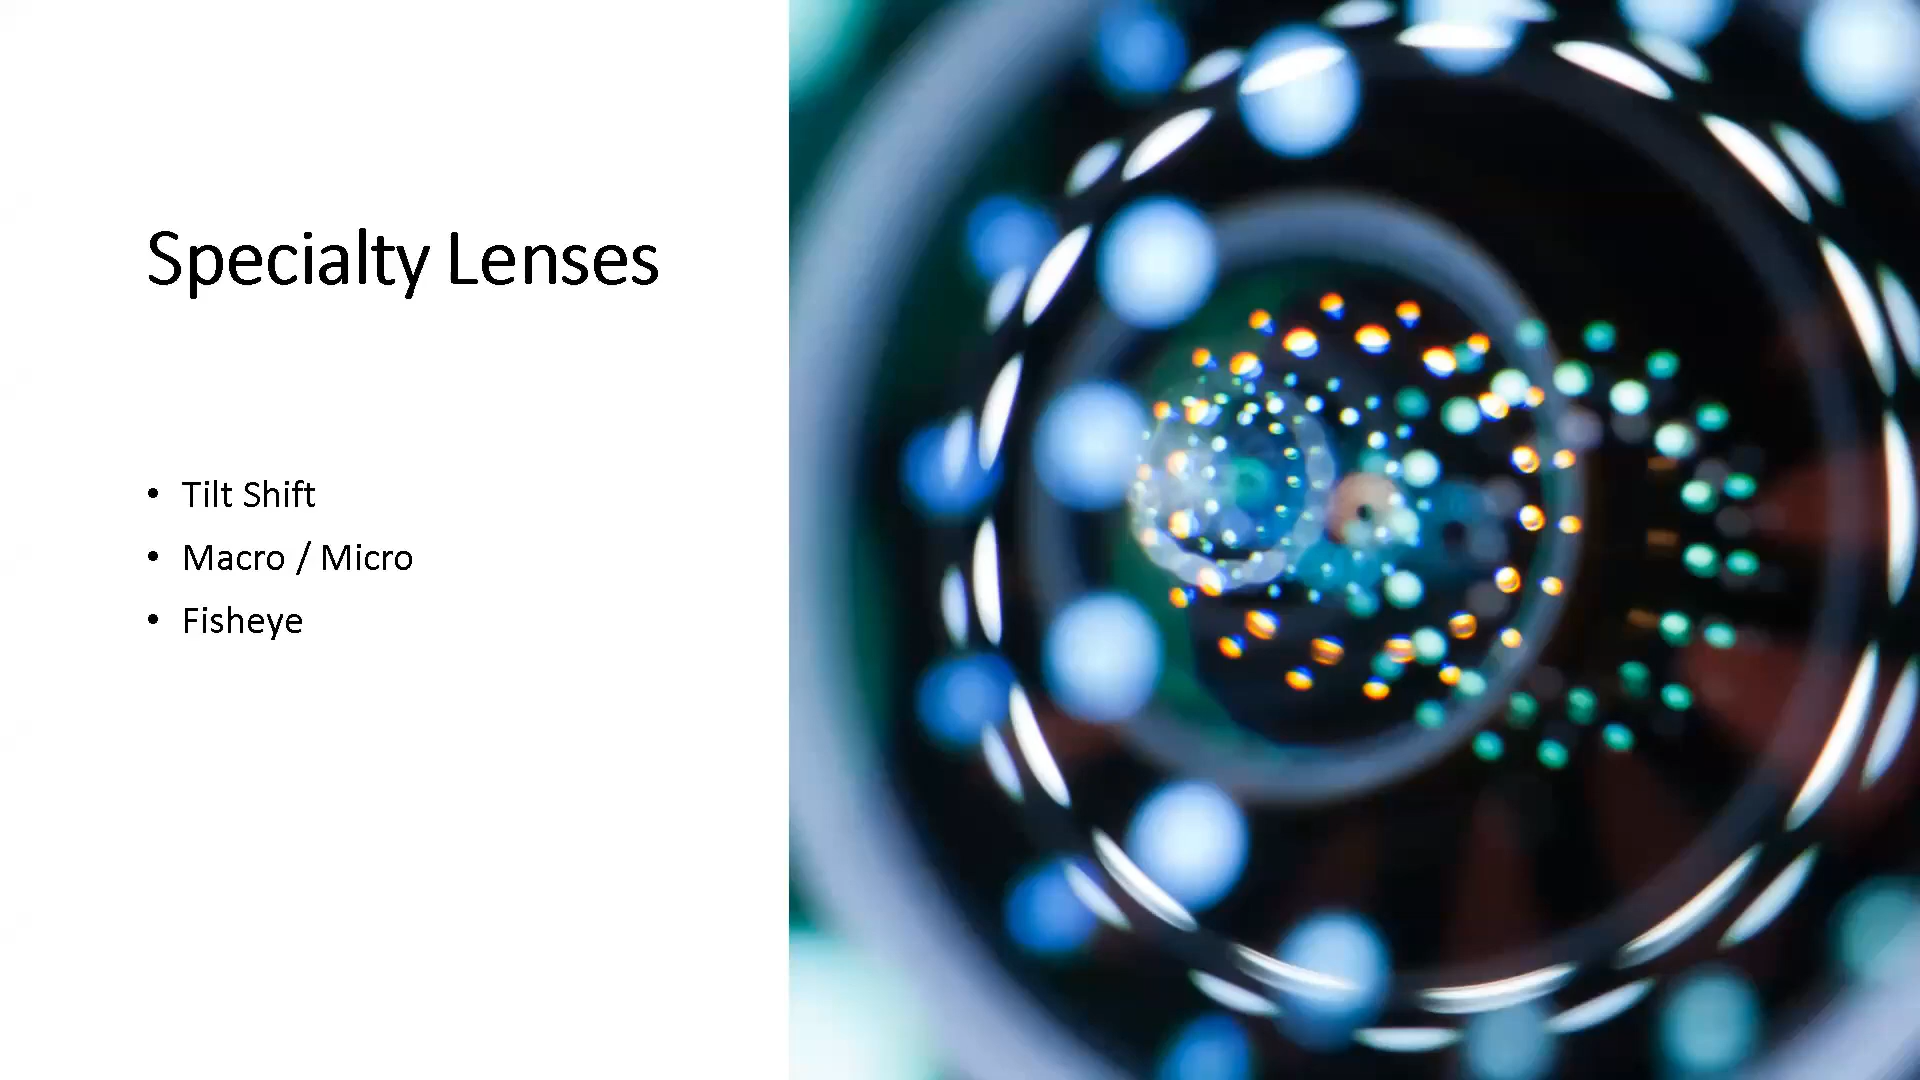 Specialty Lenses
• Tilt Shift
• Macro / Micro
• Fisheye